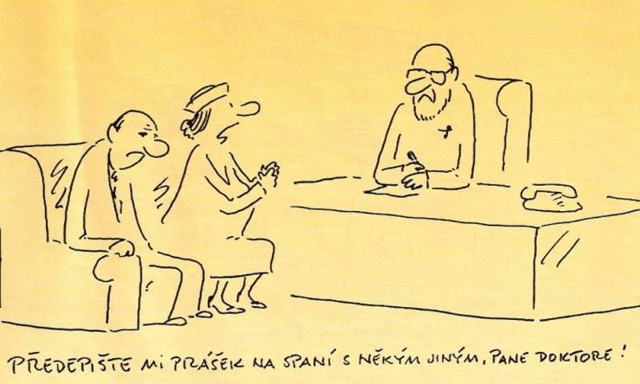 PŘEDEPIŠTE MI PRÁŠEK NA SPANÍ S NĚKÝM JINÝM, PANE DOKTORE!